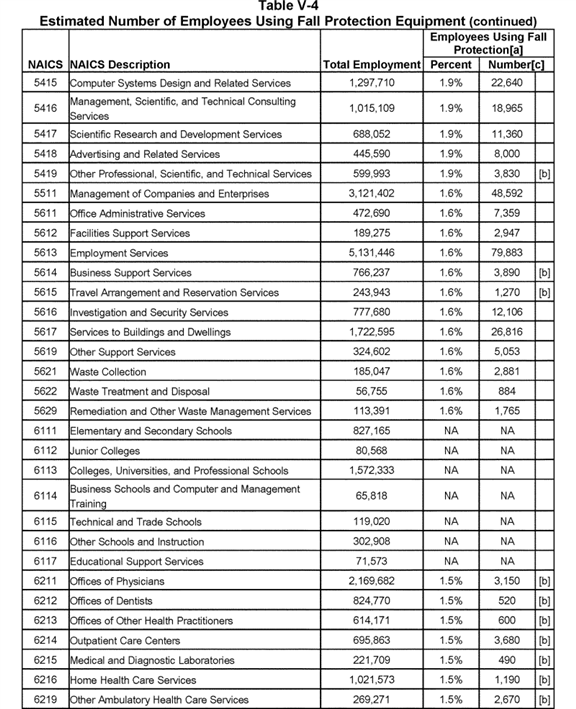 Table V-4
Estimated Number of Employees Using Fall Protection Equipment (continued)
Employees Using Fall
Protection[a]
NAICS NAICS Description Total Employment Percent Number[c]
5415 Computer Systems Design and Related Services 1,297,710 1.9% 22,640
5416 Management, Scientific, and Technical Consulting
Services 1,015,109 1.9% 18,965
5417 Scientific Research and Development Services 688,052 1.9% 11,360
5418 Advertising and Related Services 445,590 1.9% 8,000
5419 Other Professional, Scientific, and Technical Services 599,993 1.9% 3,830 [b]
5511 Management of Companies and Enterprises 3,121,402 1.6% 48,592
5611 Office Administrative Services 472,690 1.6% 7,359
5612 Facilities Support Services 189,275 1.6% 2,947
5613 Employment Services 5,131,446 1.6% 79,883
5614 Business Support Services 766,237 1.6% 3,890 [b]
5615 Travel Arrangement and Reservation Services 243,943 1.6% 1,270 [b]
5616 Investigation and Security Services 777,680 1.6% 12,106
5617 Services to Buildings and Dwellings 1,722,595 1.6% 26,816
5619 Other Support Services 324,602 1.6% 5,053
5621 Waste Collection 185,047 1.6% 2,881
5622 Waste Treatment and Disposal 56,755 1.6% 884
5629 Remediation and Other Waste Management Services 113,391 1.6% 1,765
6111 Elementary and Secondary Schools 827,165 NA NA
6112 Junior Colleges 80,568 NA NA
6113 Colleges, Universities, and Professional Schools 1,572,333 NA NA
6114 Business Schools and Computer and Management
Training 65,818 NA NA
6115 Technical and Trade Schools 119,020 NA NA
6116 Other Schools and Instruction 302,908 NA NA
6117 Educational Support Services 71,573 NA NA
6211 Offices of Physicians 2,169,682 1.5% 3,150 [b]
6212 Offices of Dentists 824,770 1.5% 520 [b]
6213 Offices of Other Health Practitioners 614,171 1.5% 600 [b]
6214 Outpatient Care Centers 695,863 1.5% 3,680 [b]
6215 Medical and Diagnostic Laboratories 221,709 1.5% 490 [b]
6216 Home Health Care Services 1,021,573 1.5% 1,190 [b]
6219 Other Ambulatory Health Care Services 269,271 1.5% 2,670 [b]